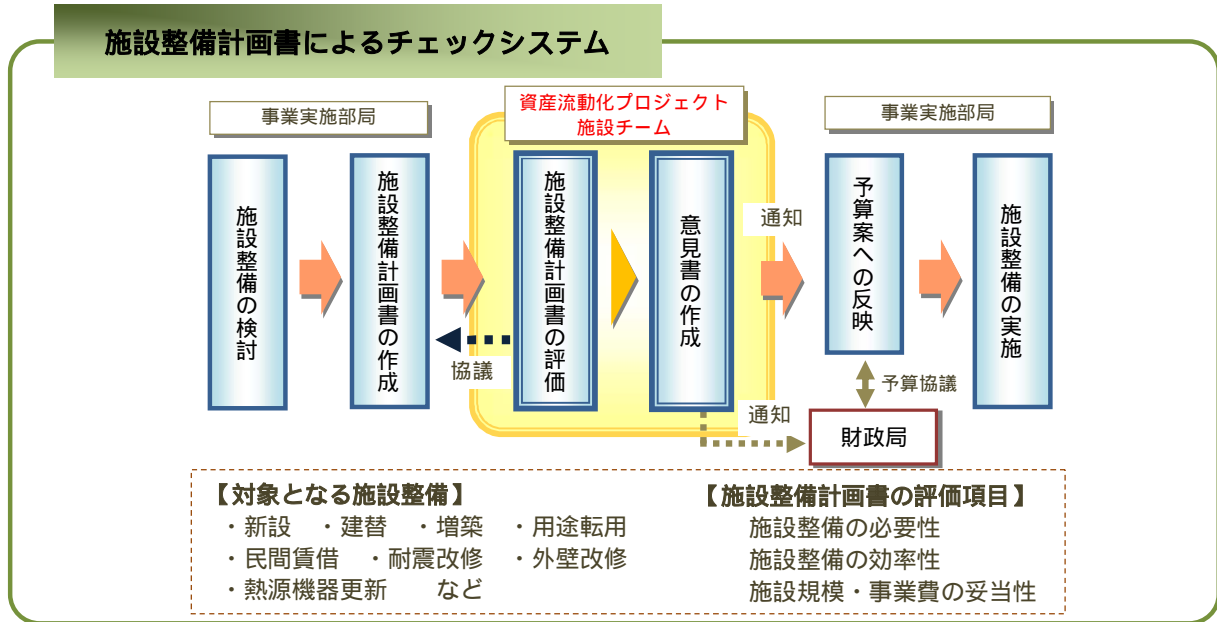 施設整備計画書によるチェックシステム
事業実施部局
資産流動化プロジェクト
施設チーム
事業実施部局
施設整備の検討
施設整備計画書の作成
協議
施設整備計画書の評価
意見書の作成
通知
通知
予算案への反映
予算協議
財政局
施設整備の実施
【対象となる施設整備】
・新設 ・建替 ・増築 ・用途転用
・民間賃借 ・耐震改修 ・外壁改修
・熱源機器更新 など
【施設整備計画書の評価項目】
施設整備の必要性
施設整備の効率性
施設規模・事業費の妥当性